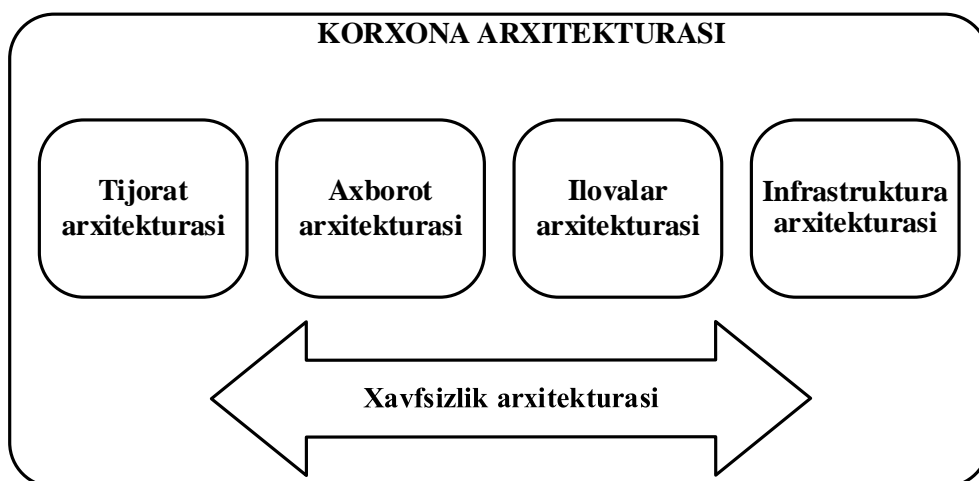 KORXONA ARXITEKTURASI
Tijorat
arxitekturasi
Axborot
arxitekturasi
Ilovalar
arxitekturasi
Infrastruktura
arxitekturasi
Xavfsizlik arxitekturasi